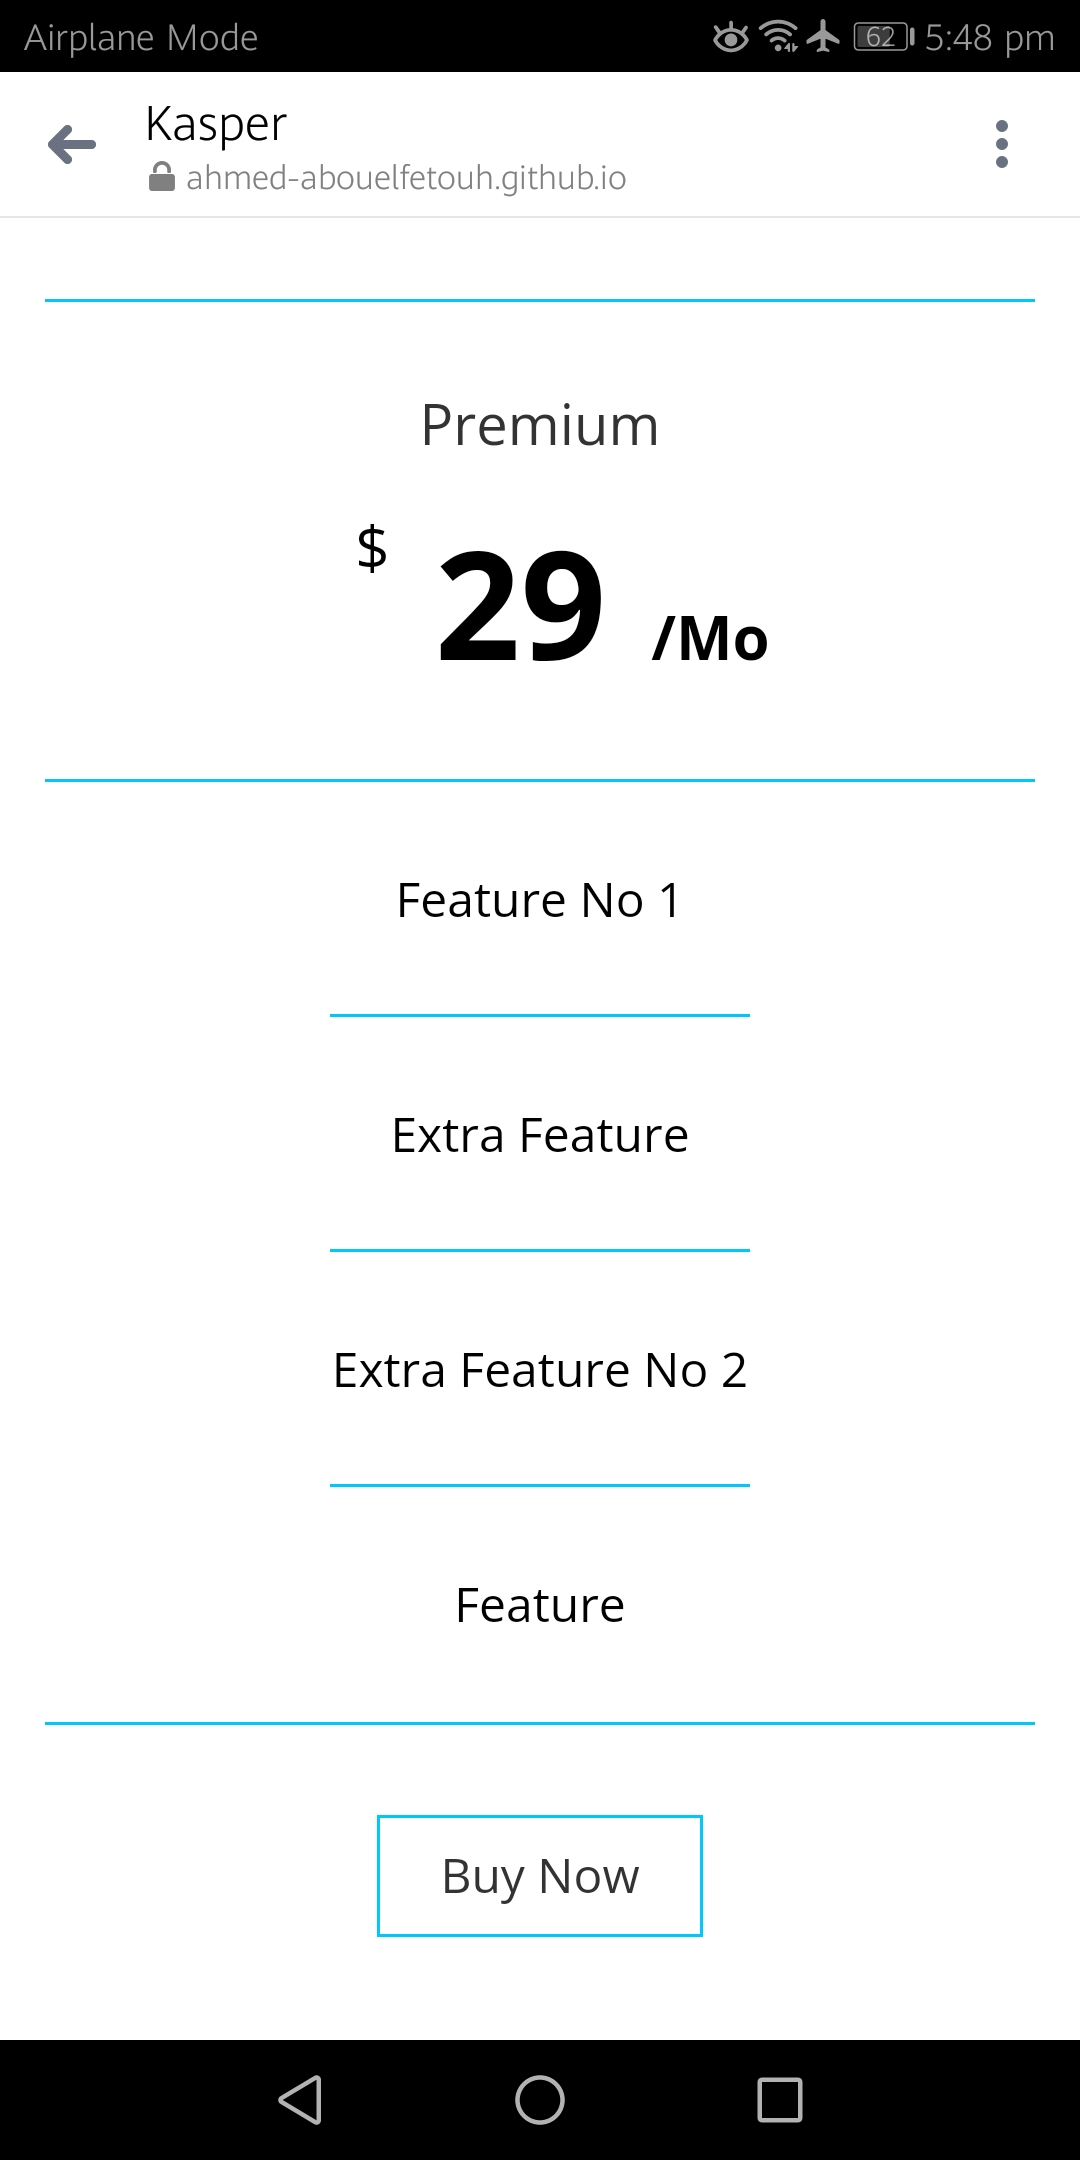 Airplane Mode 62 5:48 pm
Kasper
ahmed-abouelfetouh.github.io
Premium
$ 29 /Mo
Feature No 1
Extra Feature
Extra Feature No 2
Feature
Buy Now